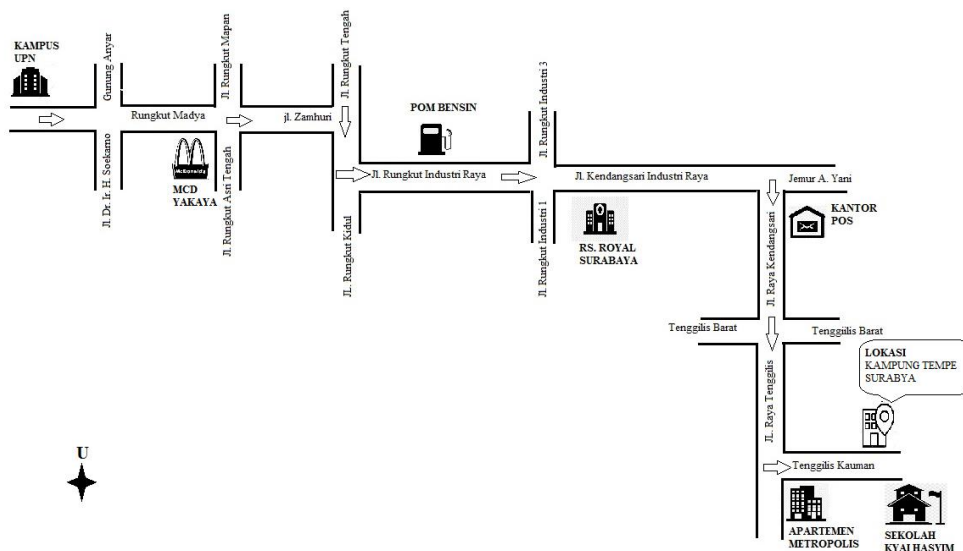 KAMPUS
UPN
Gunung Anyar
Jl. Rungkut Mapan
Jl. Rungkut Tengah
Rungkut Madya
jl. Zamhuri
POM BENSIN
Jl. Rungkut Industri 3
McDonald's
MCD
YAKAYA
Jl. Dr. Ir. H. Soekarno
Jl. Rungkut Asri Tengah
Jl. Rungkut Industri Raya
Jl. Kendangsari Industri Raya
Jemur A. Yani
JL. Rungkut Kidul
Jl. Rungkut Industri 1
RS. ROYAL
SURABAYA
Jl. Raya Kendangsari
KANTOR
POS
Tenggilis Barat
Tenggiilis Barat
LOKASI
KAMPUNG TEMPE
SURABYA
JL. Raya Tenggilis
U
Tenggilis Kauman
APARTEMEN
METROPOLIS
SEKOLAH
KYAI HASYIM